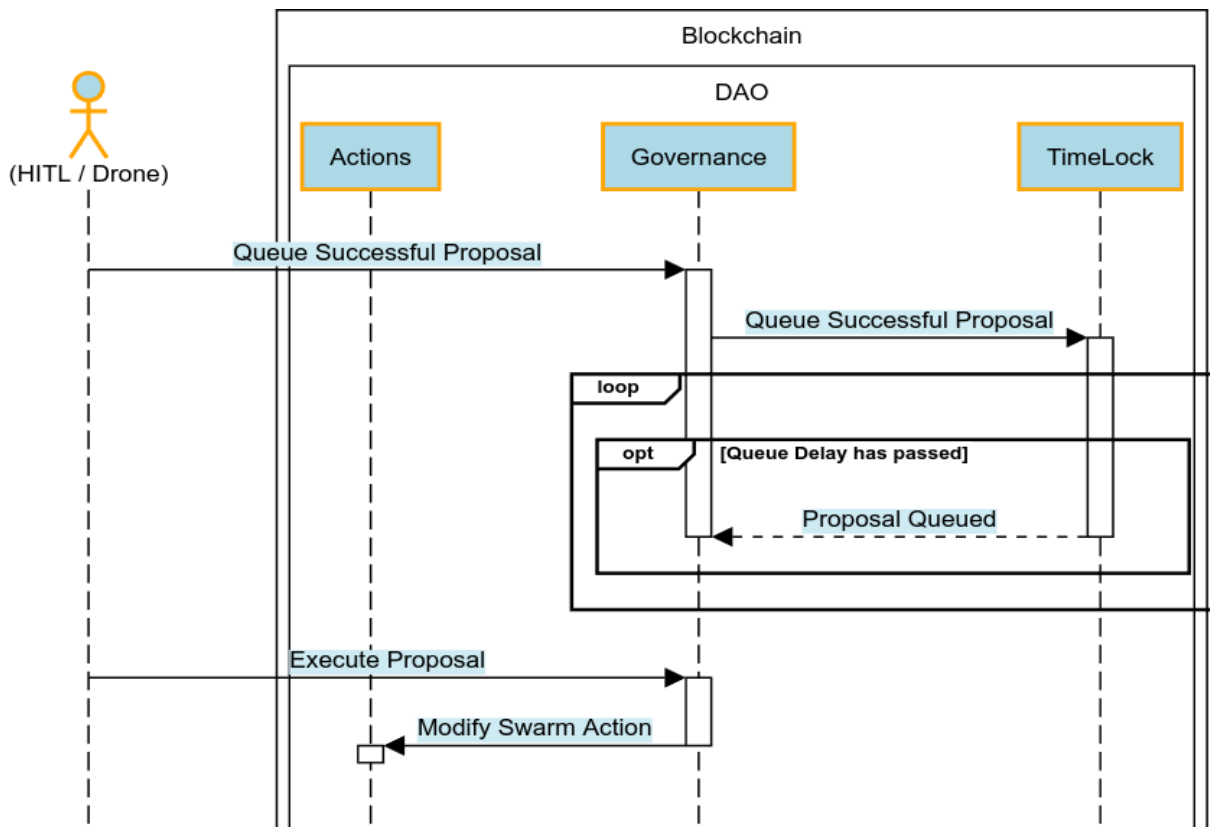 Blockchain
DAO
(HITL / Drone)
Actions
Governance
TimeLock
Queue Successful Proposal
Queue Successful Proposal
loop
opt
[Queue Delay has passed]
Proposal Queued
Execute Proposal
Modify Swarm Action